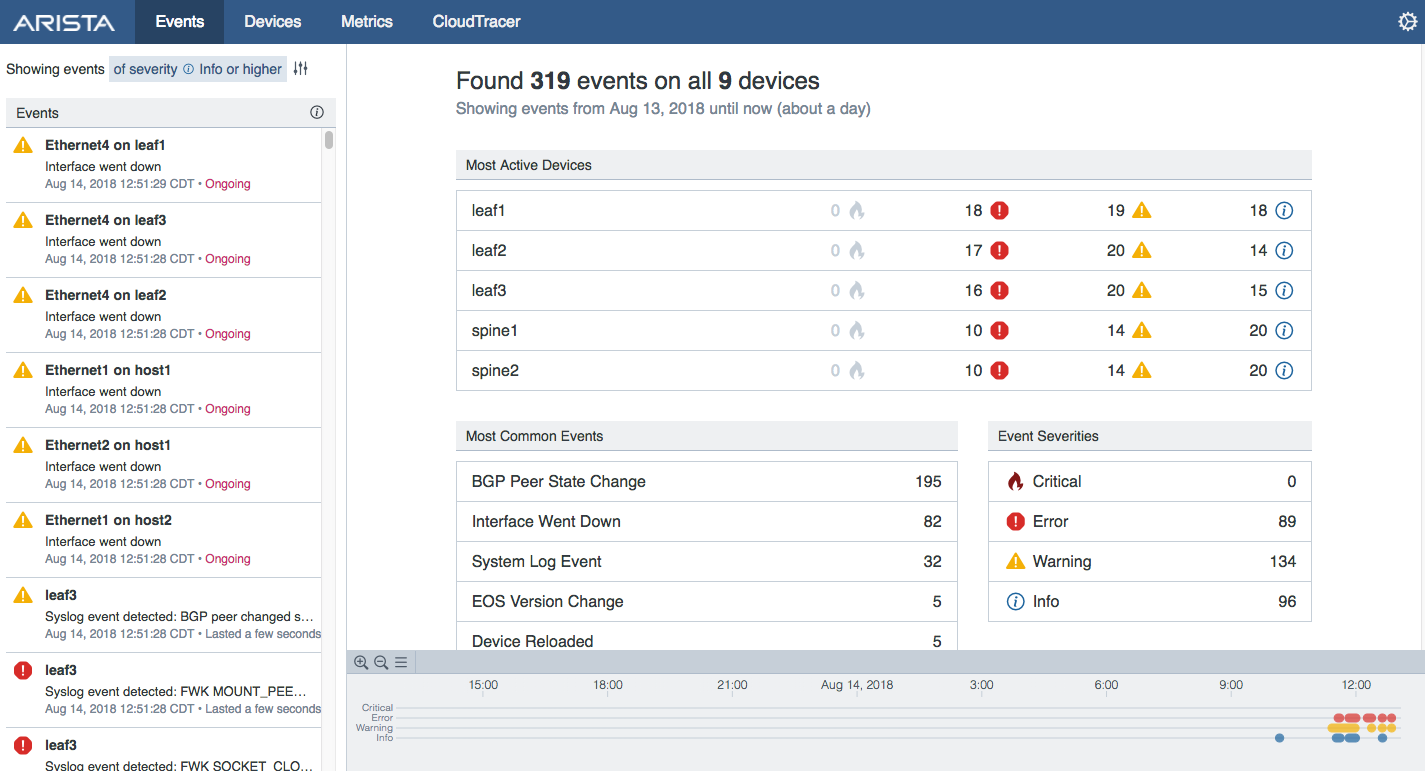 ARISTA Events Devices Metrics CloudTracer
Showing events of severity Info or higher
Events
Ethernet4 on leaf1
Interface went down
Aug 14, 2018 12:51:29 CDT • Ongoing
Ethernet4 on leaf3
Interface went down
Aug 14, 2018 12:51:28 CDT • Ongoing
Ethernet4 on leaf2
Interface went down
Aug 14, 2018 12:51:28 CDT • Ongoing
Ethernet1 on host1
Interface went down
Aug 14, 2018 12:51:28 CDT • Ongoing
Ethernet2 on host1
Interface went down
Aug 14, 2018 12:51:28 CDT • Ongoing
Ethernet1 on host2
Interface went down
Aug 14, 2018 12:51:28 CDT • Ongoing
leaf3
Syslog event detected: BGP peer changed s...
Aug 14, 2018 12:51:28 CDT • Lasted a few seconds
leaf3
Syslog event detected: FWK MOUNT_PEE...
Aug 14, 2018 12:51:28 CDT • Lasted a few seconds
leaf3
Syslog event detected: FWK SOCKET_CLO...
Found 319 events on all 9 devices
Showing events from Aug 13, 2018 until now (about a day)
Most Active Devices
leaf1 0 18 19 18
leaf2 0 17 20 14
leaf3 0 16 20 15
spine1 0 10 14 20
spine2 0 10 14 20
Most Common Events
BGP Peer State Change 195
Interface Went Down 82
System Log Event 32
EOS Version Change 5
Device Reloaded 5
Event Severities
Critical 0
Error 89
Warning 134
Info 96
15:00 18:00 21:00 Aug 14, 2018 3:00 6:00 9:00 12:00
Critical
Error
Warning
Info